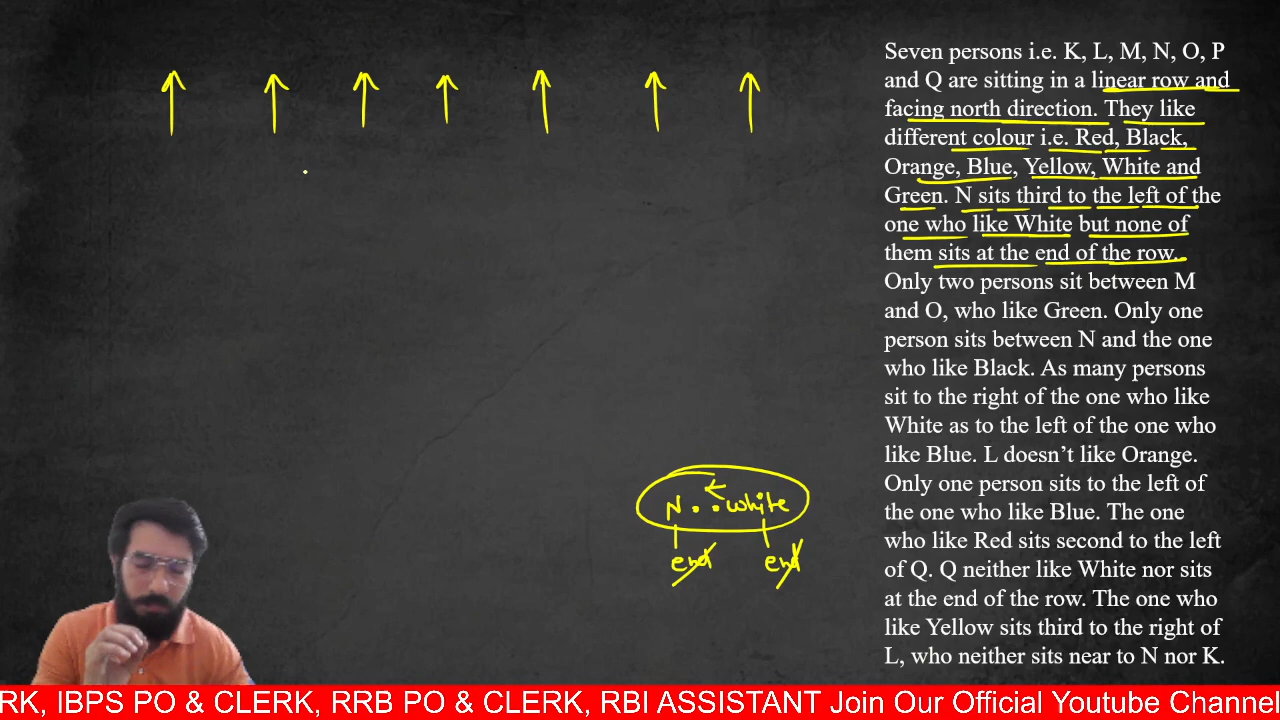 Seven persons i.e. K, L, M, N, O, P
and Q are sitting in a linear row and
facing north direction. They like
different colour i.e. Red, Black,
Orange, Blue, Yellow, White and
Green. N sits third to the left of the
one who like White but none of
them sits at the end of the row.
Only two persons sit between M
and O, who like Green. Only one
person sits between N and the one
who like Black. As many persons
sit to the right of the one who like
White as to the left of the one who
like Blue. L doesn’t like Orange.
Only one person sits to the left of
the one who like Blue. The one
who like Red sits second to the left
of Q. Q neither like White nor sits
at the end of the row. The one who
like Yellow sits third to the right of
L, who neither sits near to N nor K.
N . . white
end end
RK, IBPS PO & CLERK, RRB PO & CLERK, RBI ASSISTANT Join Our Official Youtube Channel